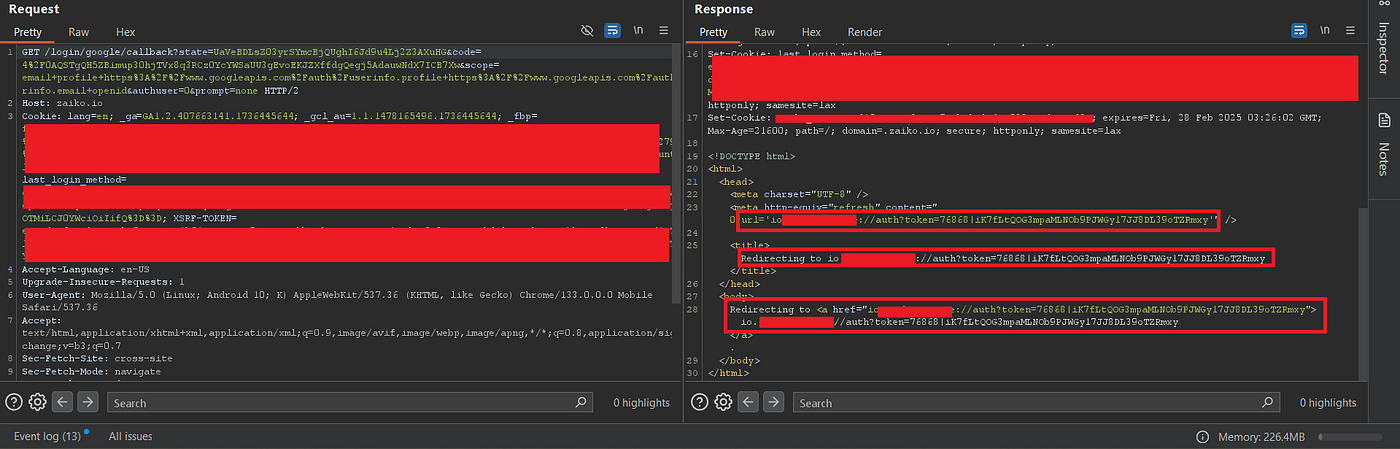 Request
Pretty Raw Hex \n
1 GET /login/google/callback?state=UaVeBDLsZO3yrSYmcBjQUghI6Jd9u4Lj2Z3AXuHG&code=
4%2F0AQSTgQH5ZBimup30hjTVx8q3RCzOYcYWSaUU3gEvoEKJZXffdgQegj5AdauwNdX7ICB7Xw&scope=
email+profile+https%3A%2F%2Fwww.googleapis.com%2Fauth%2Fuserinfo.profile+https%3A%2F%2Fwww.googleapis.com%2Faut
rinfo.email+openid&authuser=0&prompt=none HTTP/2
2 Host: zaiko.io
3 Cookie: lang=en; _ga=GA1.2.407663141.1736445644; _gcl_au=1.1.1478165496.1736445644; _fbp=
last_login_method=
OTMiLCJ0YWciOiIifQ%3D%3D; XSRF-TOKEN=
4 Accept-Language: en-US
5 Upgrade-Insecure-Requests: 1
6 User-Agent: Mozilla/5.0 (Linux; Android 10; K) AppleWebKit/537.36 (KHTML, like Gecko) Chrome/133.0.0.0 Mobile
Safari/537.36
7 Accept:
text/html,application/xhtml+xml,application/xml;q=0.9,image/avif,image/webp,image/apng,*/*;q=0.8,application/sig
change;v=b3;q=0.7
8 Sec-Fetch-Site: cross-site
9 Sec-Fetch-Mode: navigate
Search 0 highlights
Response
Pretty Raw Hex Render \n
16 Set-Cookie: last_login_method=
httponly; samesite=lax
17 Set-Cookie: ; expires=Fri, 28 Feb 2025 03:26:02 GMT;
Max-Age=21600; path=/; domain=.zaiko.io; secure; httponly; samesite=lax
18
19 <!DOCTYPE html>
20 <html>
21 <head>
22 <meta charset="UTF-8" />
23 <meta http-equiv="refresh" content="
0 url='io ://auth?token=76868|iK7fLtQOG3mpaMLNOb9PJWGyl7JJ8DL39oTZRmxy'" />
24
25 <title>
Redirecting to io ://auth?token=76868|iK7fLtQOG3mpaMLNOb9PJWGyl7JJ8DL39oTZRmxy
</title>
26 </head>
27 <body>
28 Redirecting to <a href="io ://auth?token=76868|iK7fLtQOG3mpaMLNOb9PJWGyl7JJ8DL39oTZRmxy">
io. //auth?token=76868|iK7fLtQOG3mpaMLNOb9PJWGyl7JJ8DL39oTZRmxy
</a>
.
29 </body>
30 </html>
Search 0 highlights
Inspector
Notes
Event log (13) All issues Memory: 226.4MB